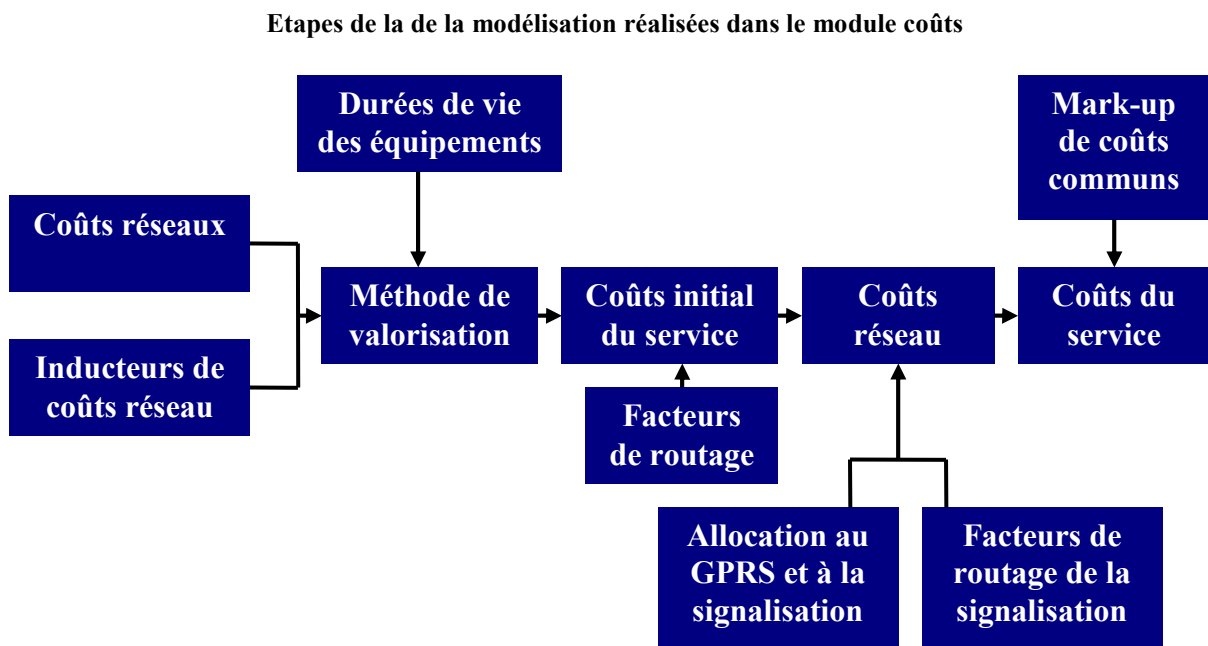 Etapes de la de la modélisation réalisées dans le module coûts
Durées de vie
des équipements
Mark-up
de coûts
communs
Coûts réseaux
Méthode de
valorisation
Coûts initial
du service
Coûts
réseau
Coûts du
service
Inducteurs de
coûts réseau
Facteurs
de routage
Allocation au
GPRS et à la
signalisation
Facteurs de
routage de la
signalisation